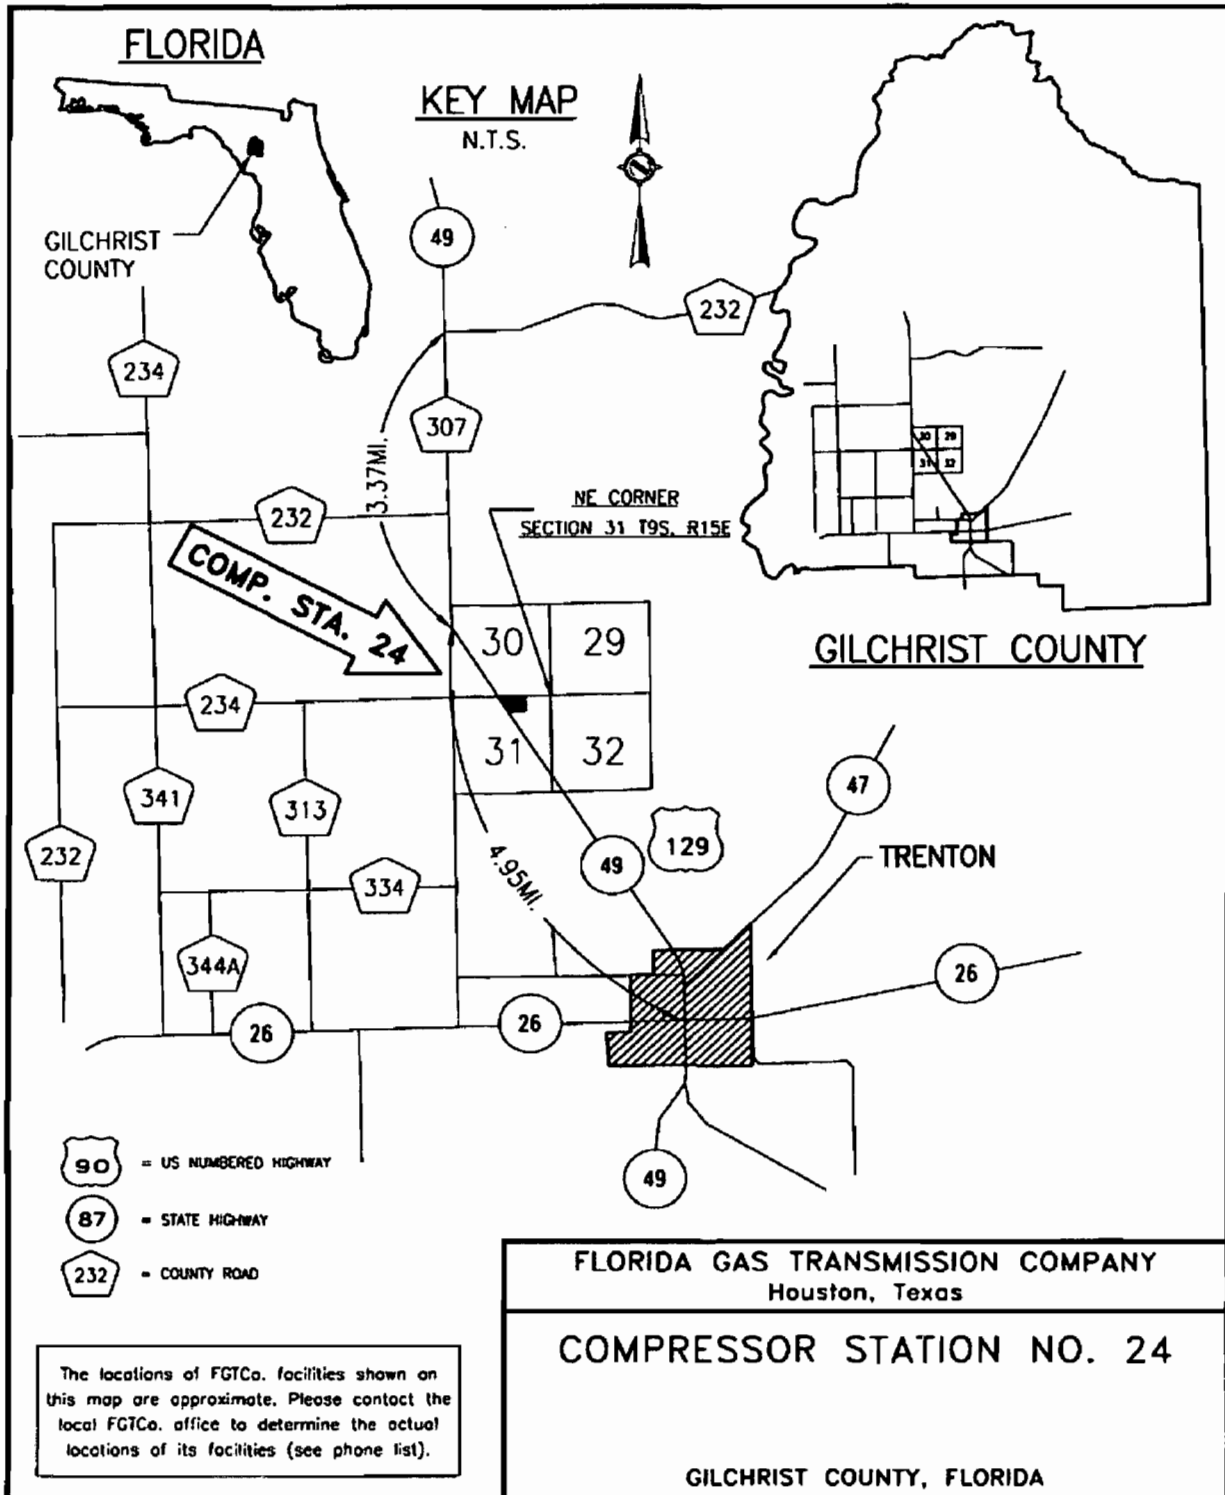 FLORIDA
KEY MAP
N.T.S.
GILCHRIST
COUNTY
49
232
234
307
3.37MI.
30 29
31 32
NE CORNER
SECTION 31 T9S, R15E
232
COMP. STA. 24
30 29
GILCHRIST COUNTY
234
31 32
47
341
313
129
232
49
TRENTON
4.95MI.
334
344A
26
26
26
49
90 = US NUMBERED HIGHWAY
87 = STATE HIGHWAY
232 = COUNTY ROAD
FLORIDA GAS TRANSMISSION COMPANY
Houston, Texas
COMPRESSOR STATION NO. 24
GILCHRIST COUNTY, FLORIDA
The locations of FGTCo. facilities shown on
this map are approximate. Please contact the
local FGTCo. office to determine the actual
locations of its facilities (see phone list).